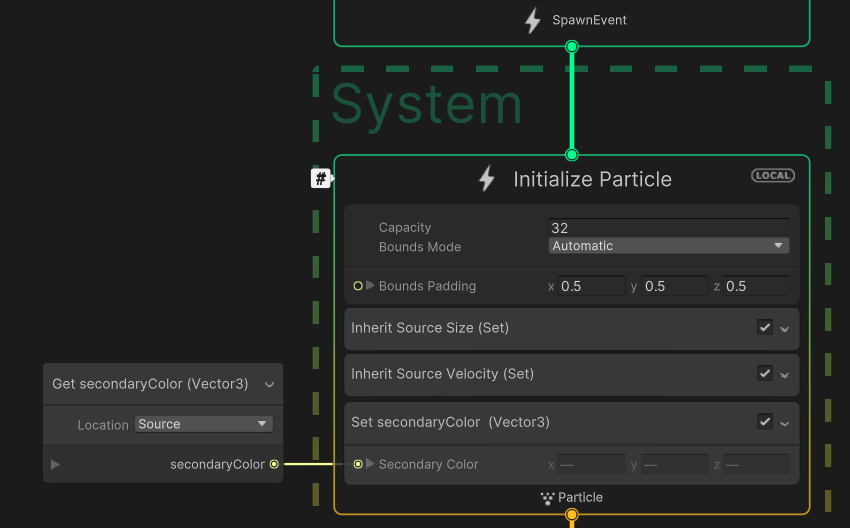 SpawnEvent
System
#
Initialize Particle
LOCAL
Capacity 32
Bounds Mode Automatic
Bounds Padding x 0.5 y 0.5 z 0.5
Inherit Source Size (Set)
Inherit Source Velocity (Set)
Get secondaryColor (Vector3)
Location Source
secondaryColor
Set secondaryColor (Vector3)
Secondary Color x — y — z —
Particle